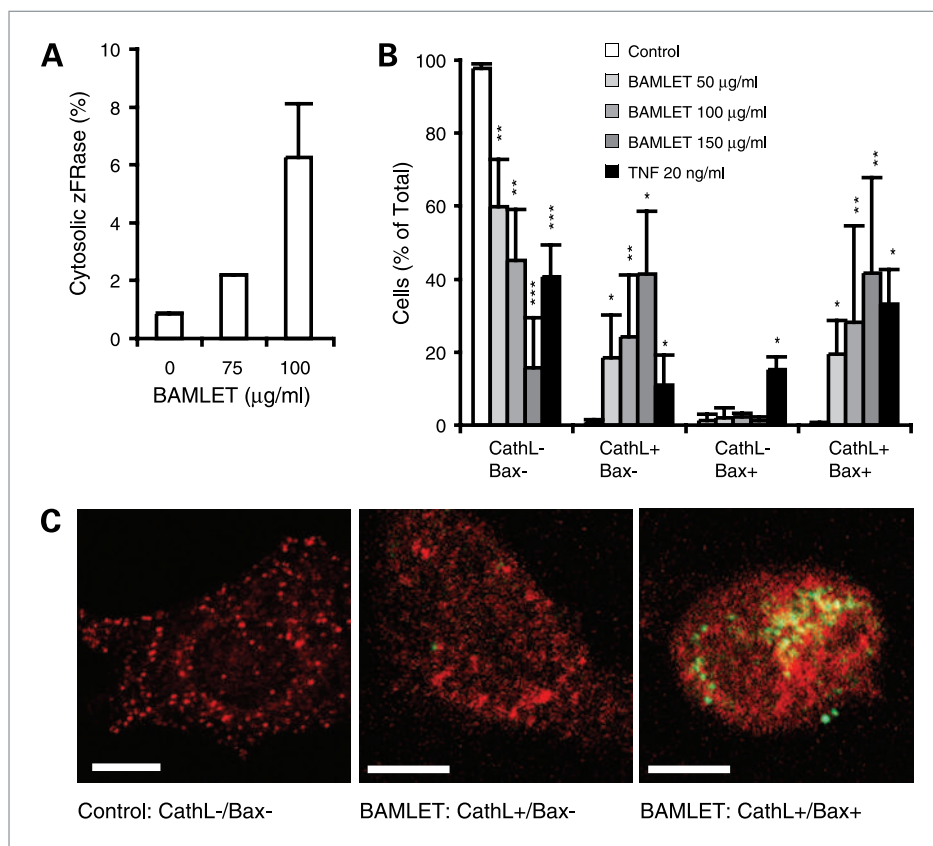 A
Cytosolic zFRase (%)
10
8
6
4
2
0
0 75 100
BAMLET (μg/ml)
B
Cells (% of Total)
100
80
60
40
20
0
Control
BAMLET 50 μg/ml
BAMLET 100 μg/ml
BAMLET 150 μg/ml
TNF 20 ng/ml
** ** *** ***
* ** * *
*
* ** ** *
CathL- CathL+ CathL- CathL+
Bax- Bax- Bax+ Bax+
C
Control: CathL-/Bax- BAMLET: CathL+/Bax- BAMLET: CathL+/Bax+